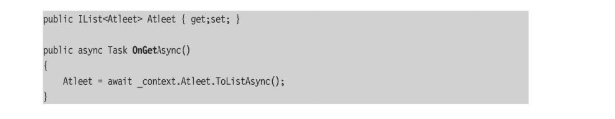 public IList<Atleet> Atleet { get;set; }
public async Task OnGetAsync()
{
Atleet = await _context.Atleet.ToListAsync();
}